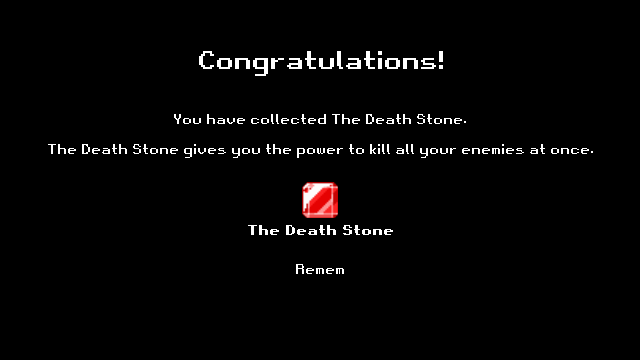 Congratulations!
You have collected The Death Stone.
The Death Stone gives you the power to kill all your enemies at once.
The Death Stone
Remem